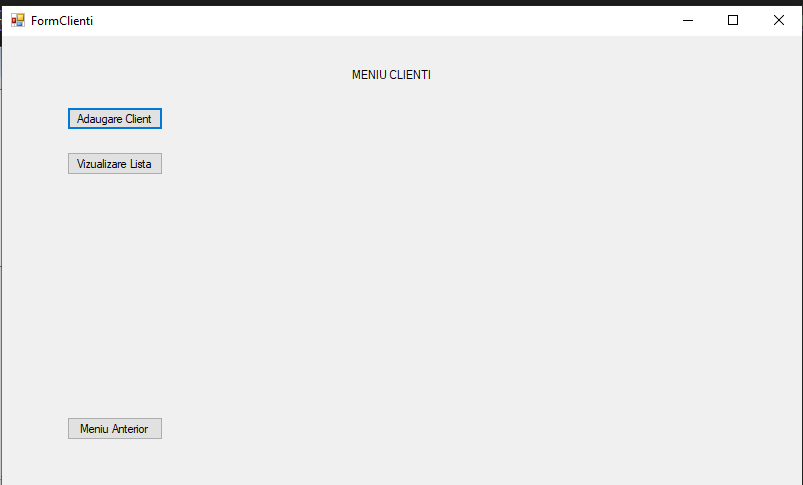 FormClienti
MENIU CLIENTI
Adaugare Client
Vizualizare Lista
Meniu Anterior